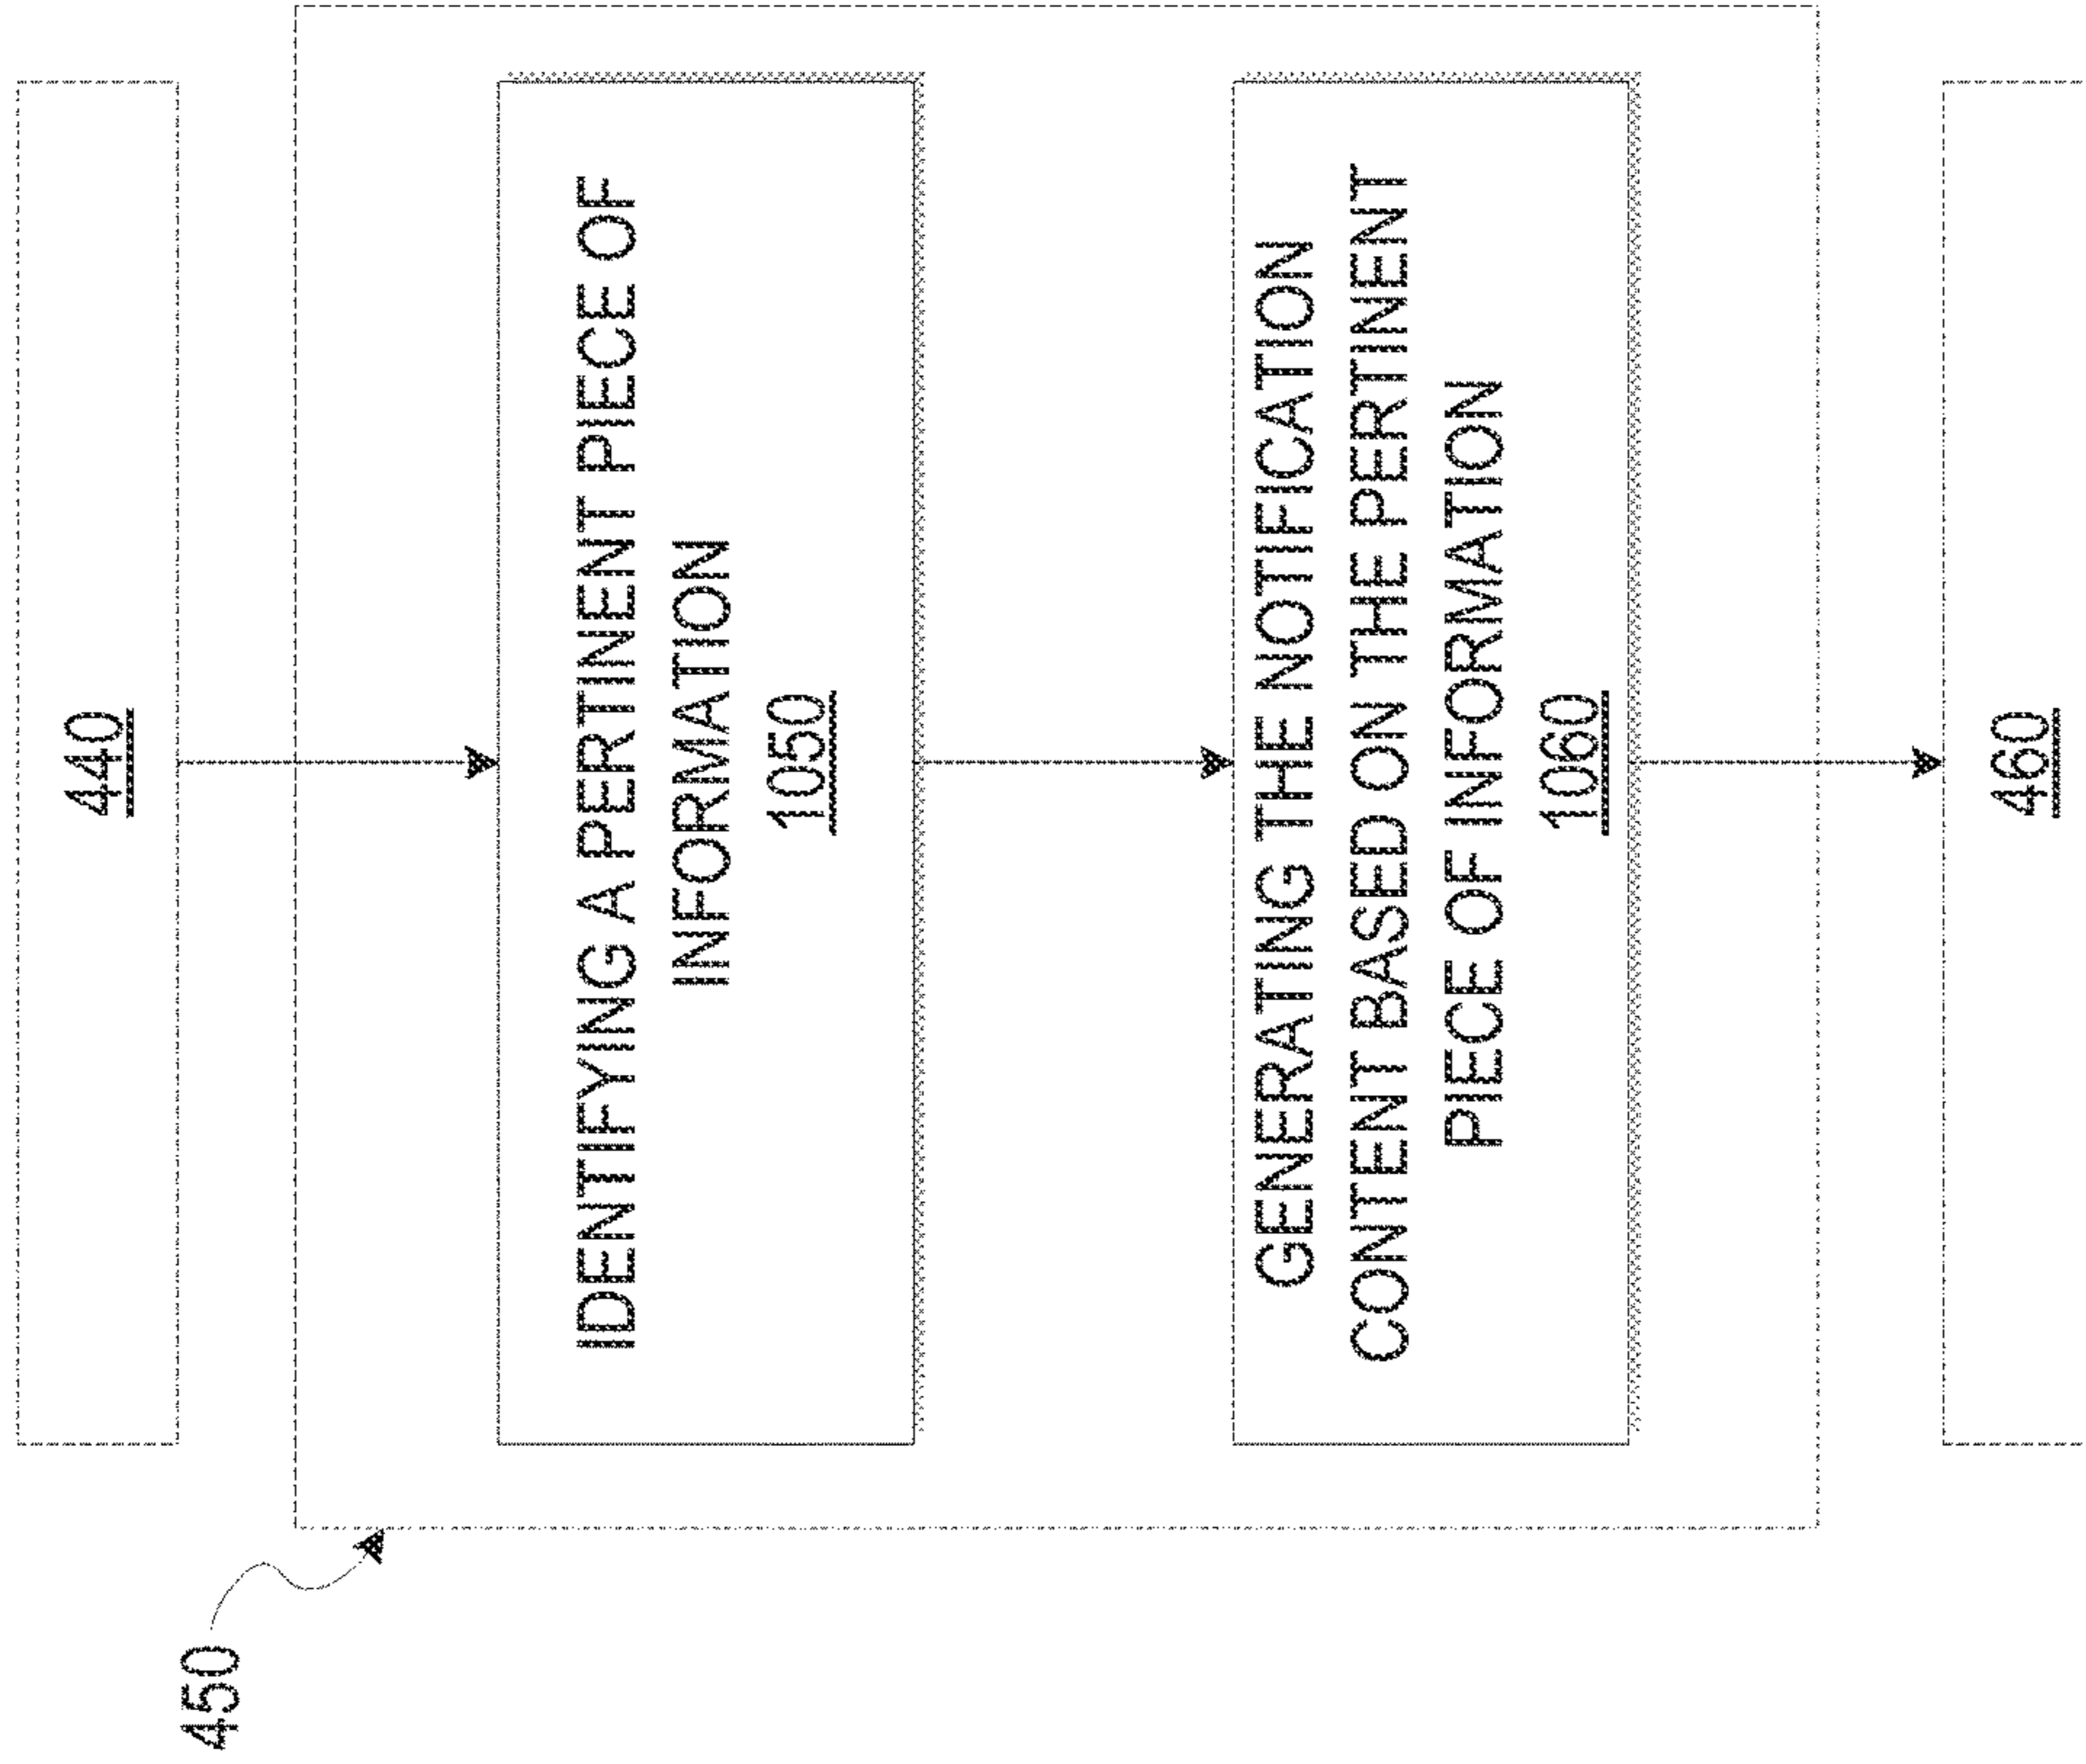 440
450
IDENTIFYING A PERTINENT PIECE OF
INFORMATION
1050
GENERATING THE NOTIFICATION
CONTENT BASED ON THE PERTINENT
PIECE OF INFORMATION
1060
460